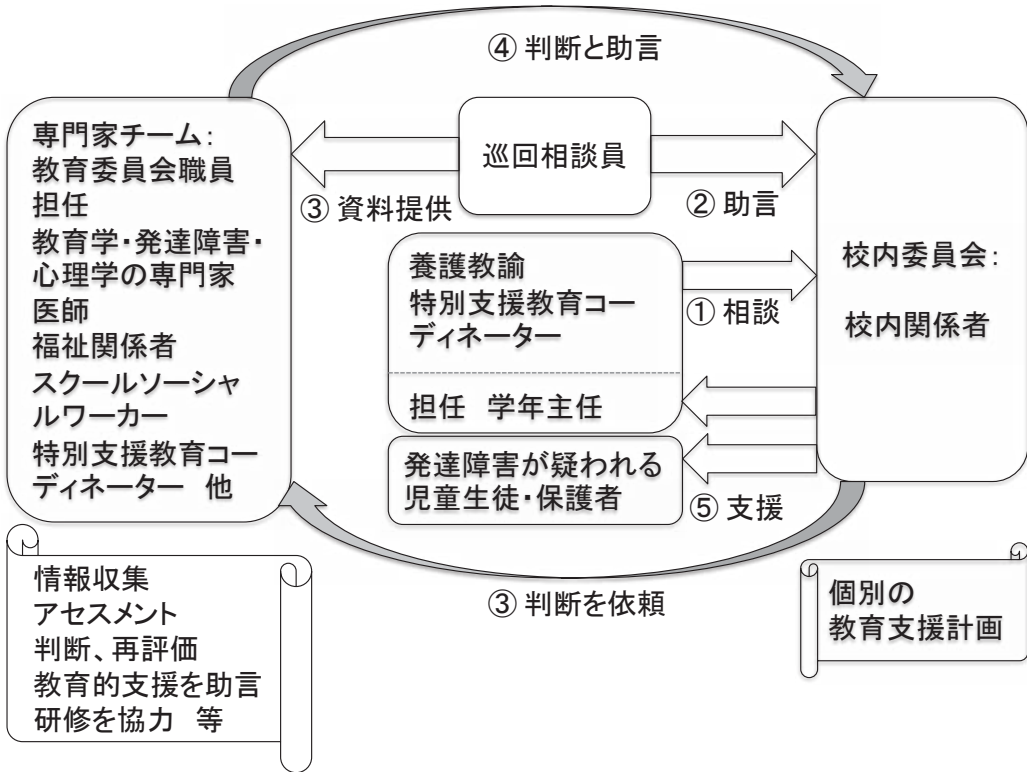 ④ 判断と助言
専門家チーム：
教育委員会職員
担任
教育学・発達障害・
心理学の専門家
医師
福祉関係者
スクールソーシャ
ルワーカー
特別支援教育コー
ディネーター　他
巡回相談員
③ 資料提供
② 助言
養護教諭
特別支援教育コー
ディネーター
担任　学年主任
① 相談
校内委員会：
校内関係者
発達障害が疑われる
児童生徒・保護者
⑤ 支援
③ 判断を依頼
情報収集
アセスメント
判断、再評価
教育的支援を助言
研修を協力　等
個別の
教育支援計画